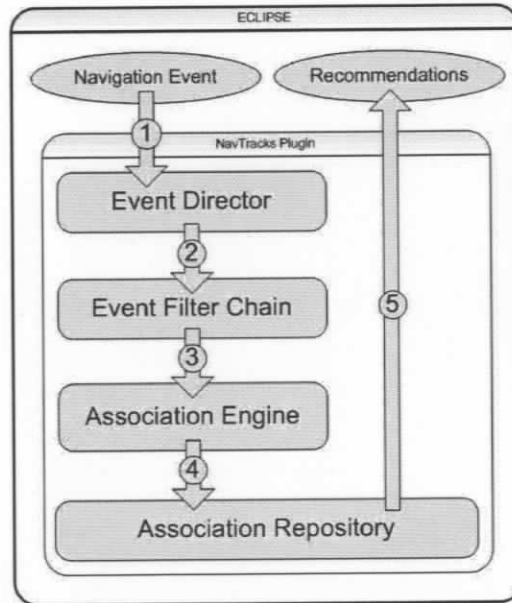 ECLIPSE
Navigation Event
Recommendations
1
NavTracks Plugin
Event Director
2
Event Filter Chain
5
3
Association Engine
4
Association Repository